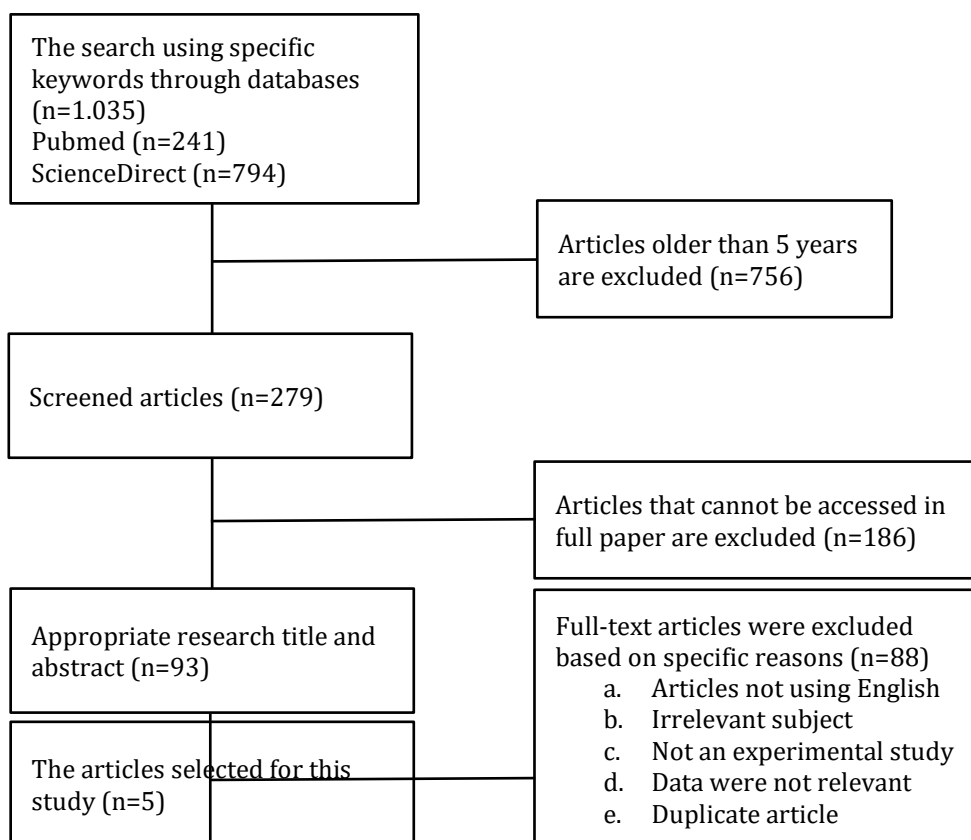 The search using specific
keywords through databases
(n=1.035)
Pubmed (n=241)
ScienceDirect (n=794)
Articles older than 5 years
are excluded (n=756)
Screened articles (n=279)
Articles that cannot be accessed in
full paper are excluded (n=186)
Appropriate research title and
abstract (n=93)
Full-text articles were excluded
based on specific reasons (n=88)
a. Articles not using English
b. Irrelevant subject
c. Not an experimental study
d. Data were not relevant
e. Duplicate article
The articles selected for this
study (n=5)